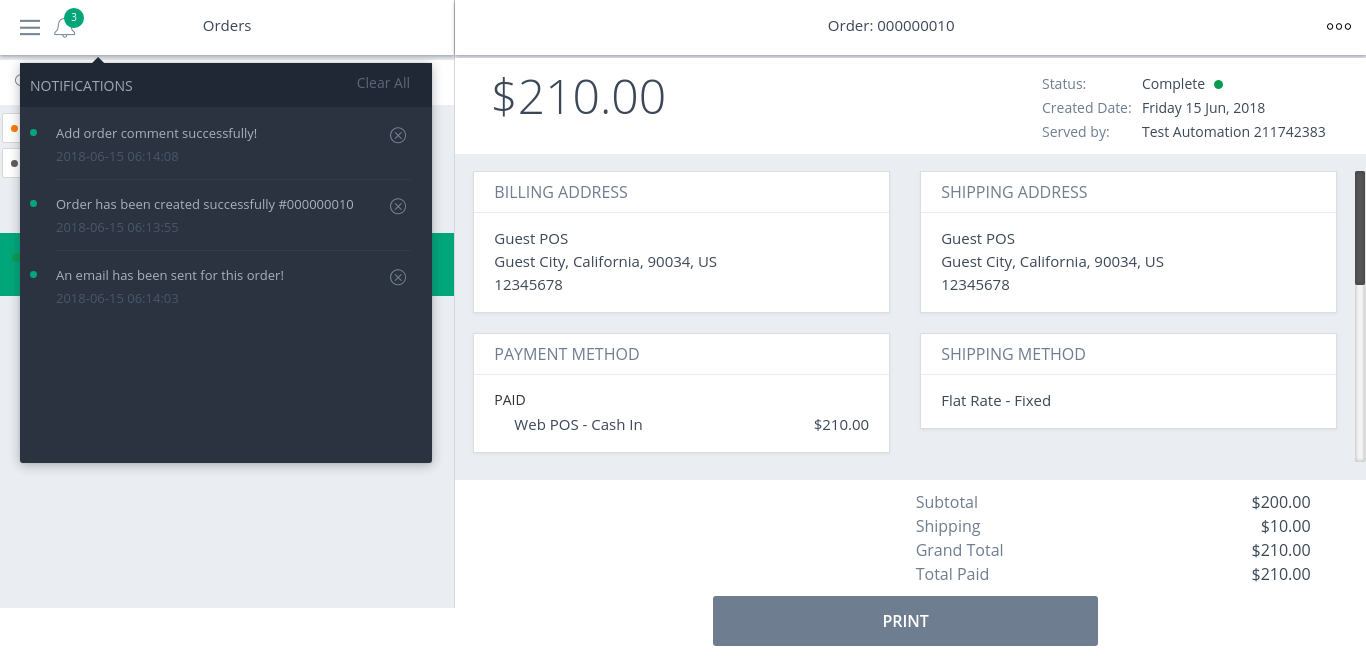 3
Orders
Order: 000000010
NOTIFICATIONS
Clear All
Add order comment successfully!
2018-06-15 06:14:08
Order has been created successfully #000000010
2018-06-15 06:13:55
An email has been sent for this order!
2018-06-15 06:14:03
$210.00
Status: Complete
Created Date: Friday 15 Jun, 2018
Served by: Test Automation 211742383
BILLING ADDRESS
Guest POS
Guest City, California, 90034, US
12345678
SHIPPING ADDRESS
Guest POS
Guest City, California, 90034, US
12345678
PAYMENT METHOD
PAID
Web POS - Cash In $210.00
SHIPPING METHOD
Flat Rate - Fixed
Subtotal $200.00
Shipping $10.00
Grand Total $210.00
Total Paid $210.00
PRINT